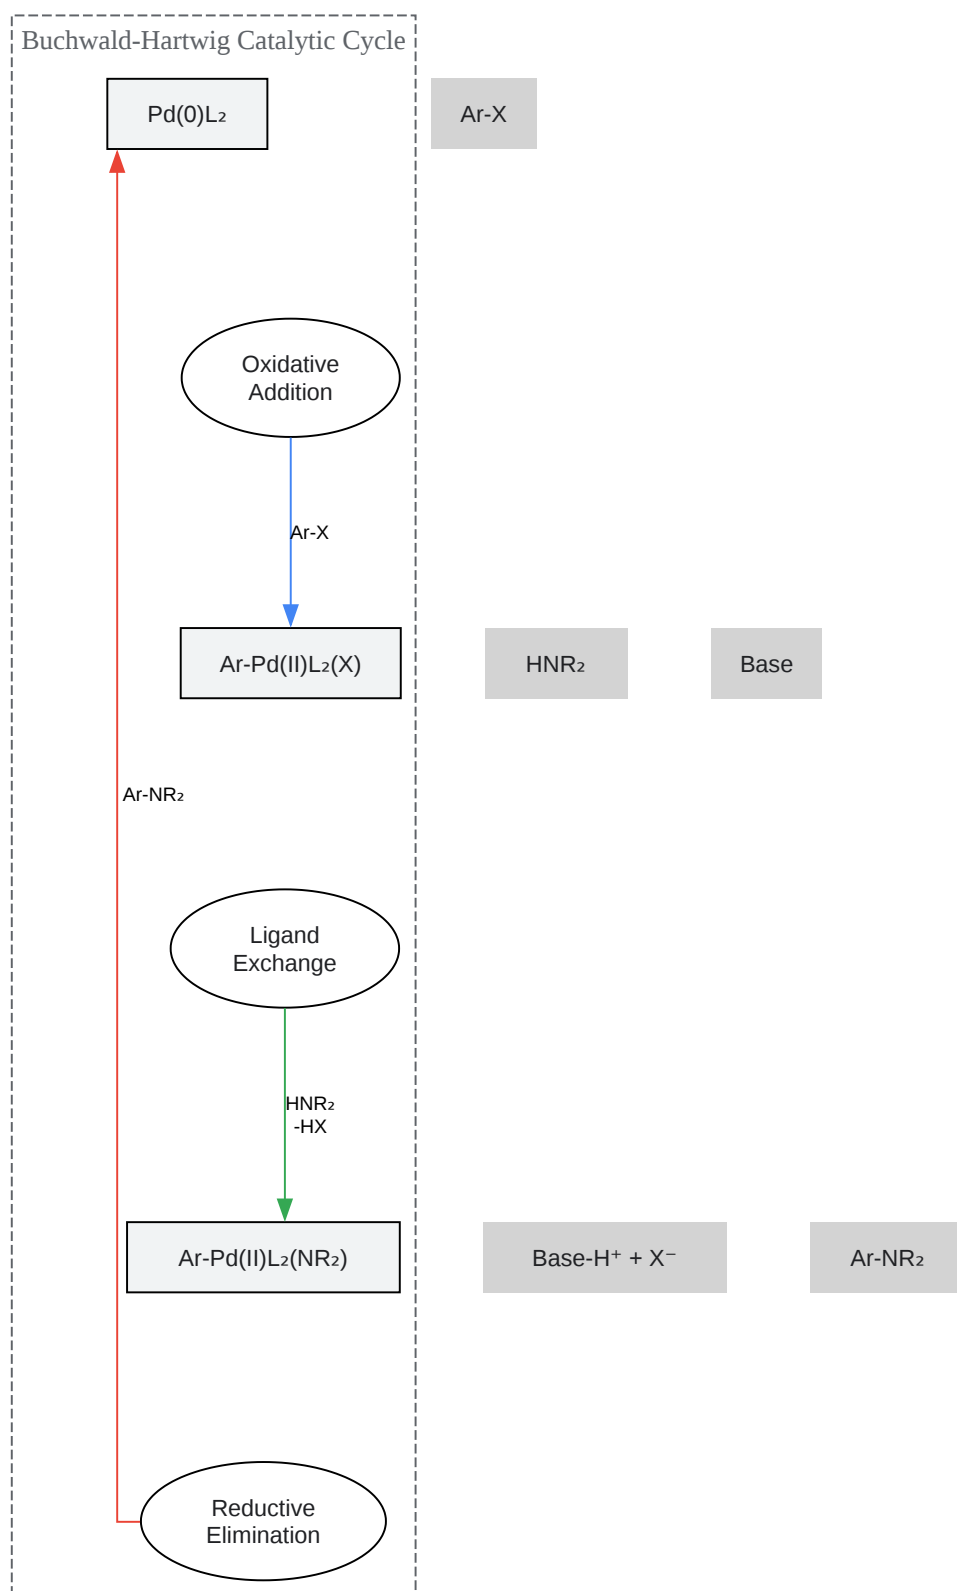 Buchwald-Hartwig Catalytic Cycle
Pd(0)L₂
Ar-X
Oxidative
Addition
Ar-X
Ar-Pd(II)L₂(X)
HNR₂
Base
Ar-NR₂
Ligand
Exchange
HNR₂
-HX
Ar-Pd(II)L₂(NR₂)
Base-H⁺ + X⁻
Ar-NR₂
Reductive
Elimination